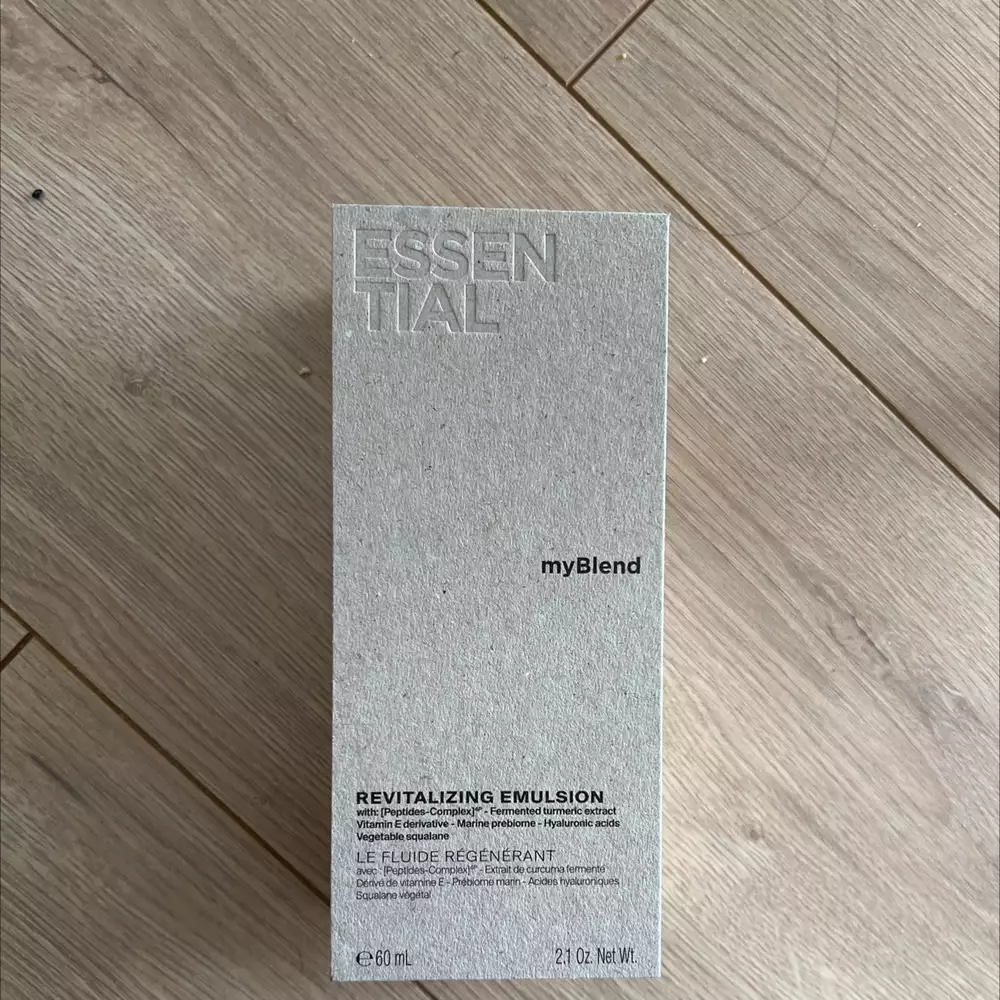 ESSEN
TIAL
myBlend
REVITALIZING EMULSION
with: [Peptides-Complex]⁴ᴾ - Fermented turmeric extract
Vitamin E derivative - Marine prebiome - Hyaluronic acids
Vegetable squalane
LE FLUIDE RÉGÉNÉRANT
avec : [Peptides-Complex]⁴ᴾ - Extrait de curcuma fermenté
Dérivé de vitamine E - Prébiome marin - Acides hyaluroniques
Squalane végétal
℮ 60 mL 2.1 Oz. Net Wt.